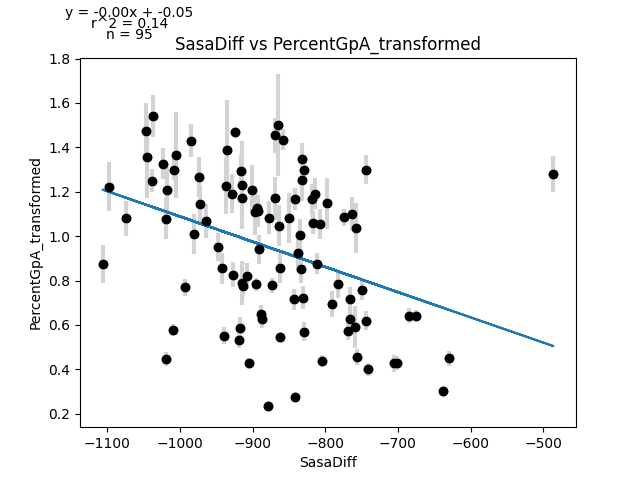 y = -0.00x + -0.05
r^2 = 0.14
n = 95
SasaDiff vs PercentGpA_transformed
1.8
1.6
1.4
1.2
1.0
0.8
0.6
0.4
0.2
PercentGpA_transformed
−1100 −1000 −900 −800 −700 −600 −500
SasaDiff